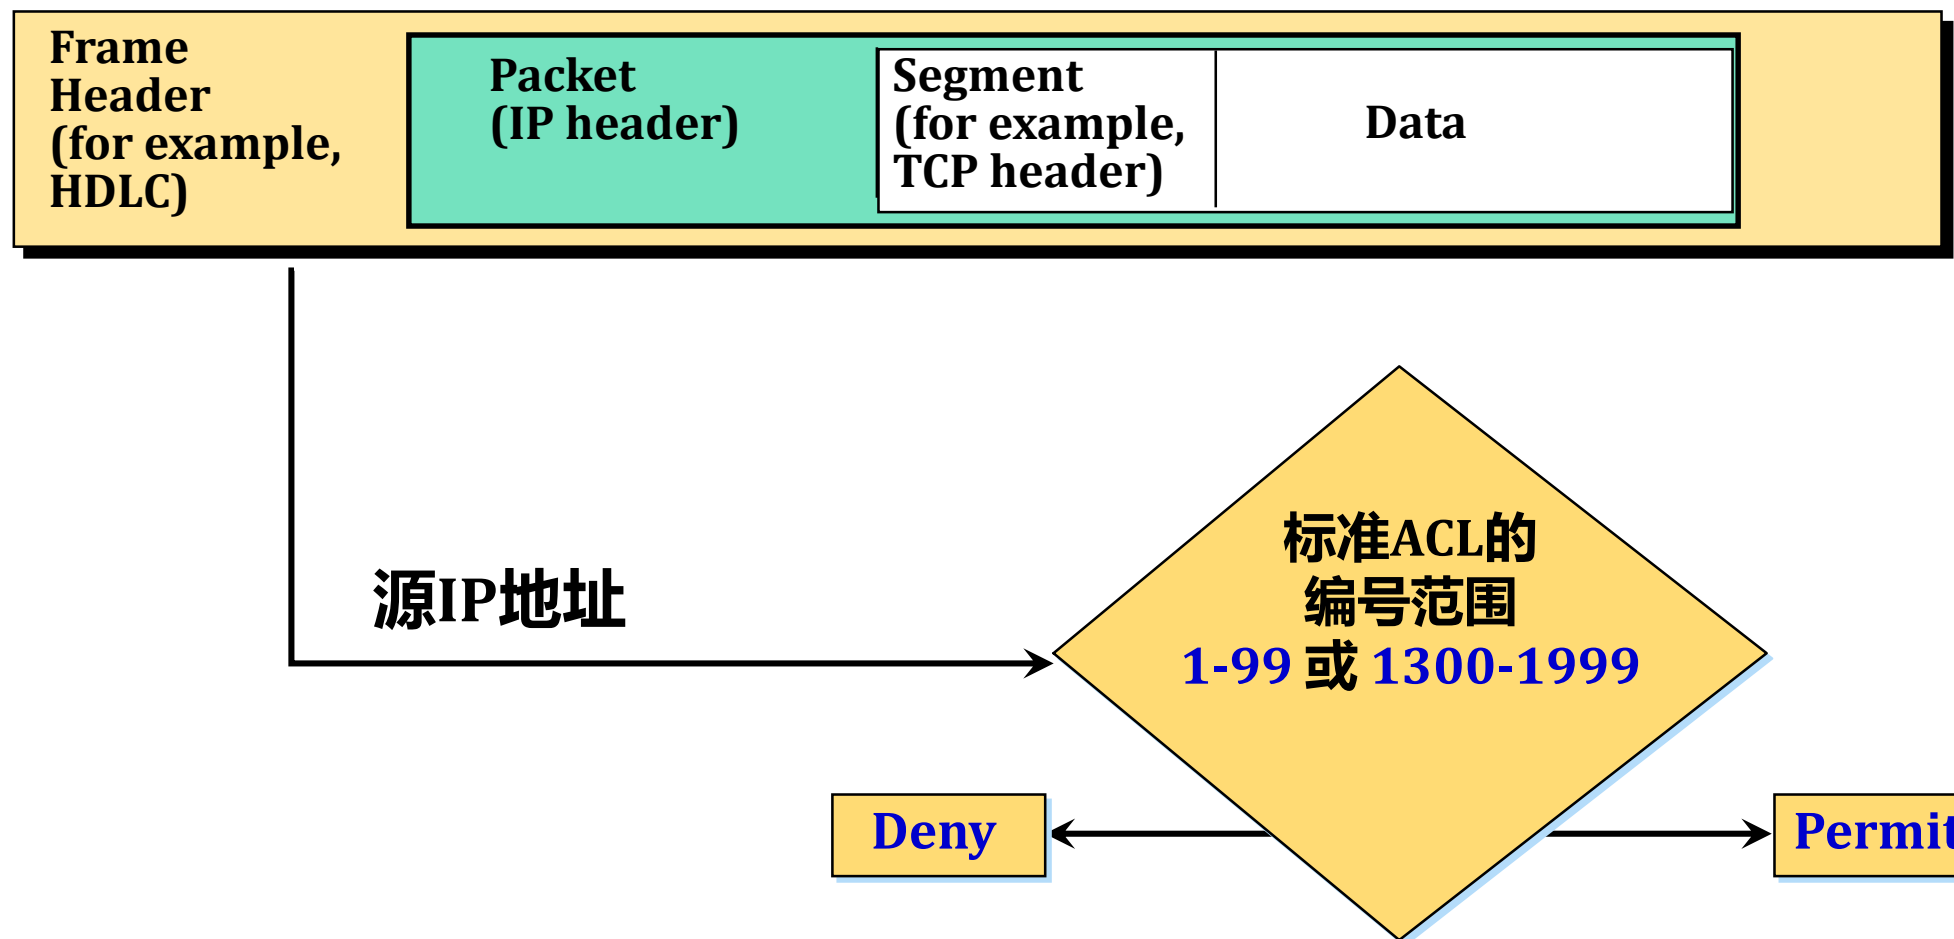 Frame
Header
(for example,
HDLC)
Packet
(IP header)
Segment
(for example,
TCP header)
Data
源IP地址
标准ACL的
编号范围
1-99 或 1300-1999
Deny
Permit